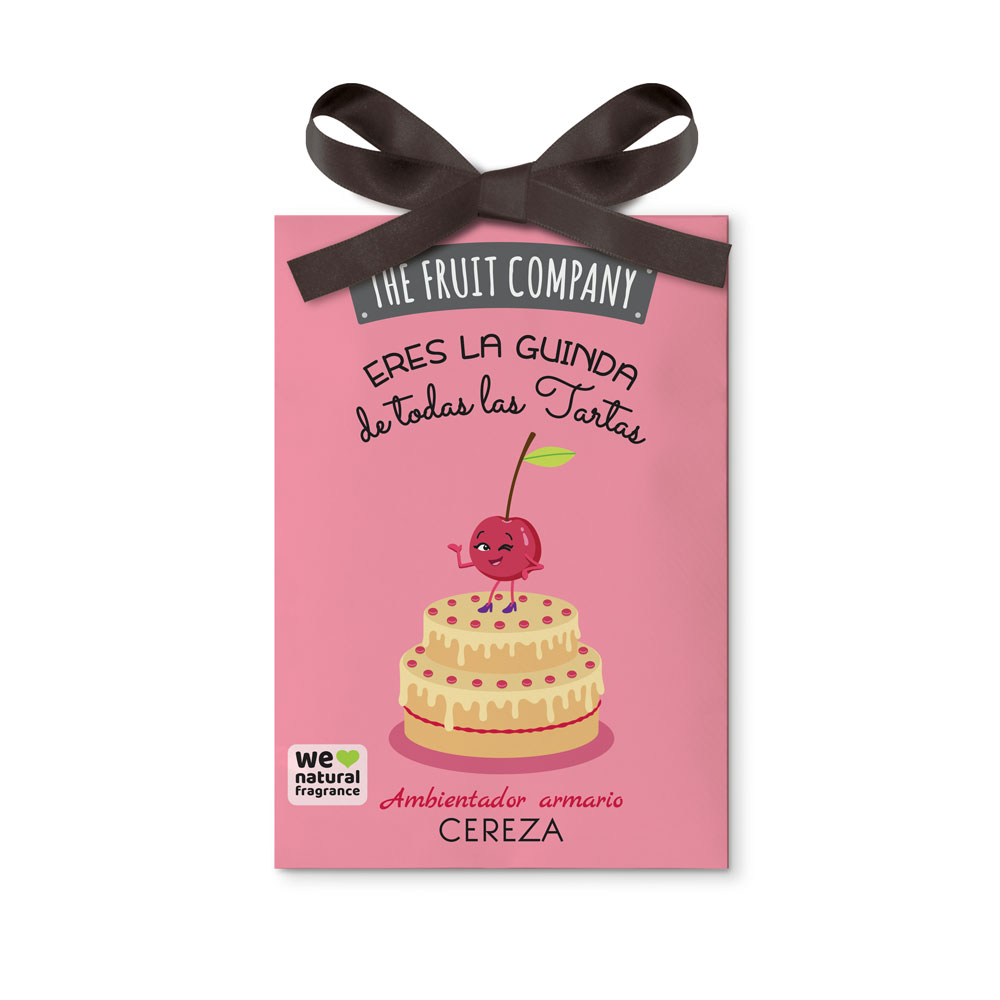 THE FRUIT COMPANY
ERES LA GUINDA
de todas las Tartas
we
natural
fragrance
Ambientador armario
CEREZA